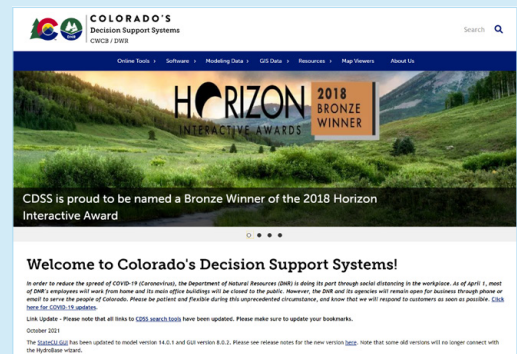 COLORADO'S
Decision Support Systems
CWCB / DWR
Search
Online Tools › Software › Modeling Data › GIS Data › Resources › Map Viewers About Us
HORIZON
INTERACTIVE AWARDS
2018
BRONZE
WINNER
CDSS is proud to be named a Bronze Winner of the 2018 Horizon
Interactive Award
Welcome to Colorado's Decision Support Systems!
In order to reduce the spread of COVID-19 (Coronavirus), the Department of Natural Resources (DNR) is doing its part through social distancing in the workplace. As of April 1, most
of DNR's employees will work from home and its main office buildings will be closed to the public. However, the DNR and its agencies will remain open for business through phone or
email to serve the people of Colorado. Please be patient and flexible during this unprecedented circumstance, and know that we will respond to customers as soon as possible. Click
here for COVID-19 updates.
Link Update - Please note that all links to CDSS search tools have been updated. Please make sure to update your bookmarks.
October 2021
The StateCU GUI has been updated to model version 14.0.1 and GUI version 8.0.2. Please see release notes for the new version here. Note that some old versions will no longer connect with
the HydroBase wizard.